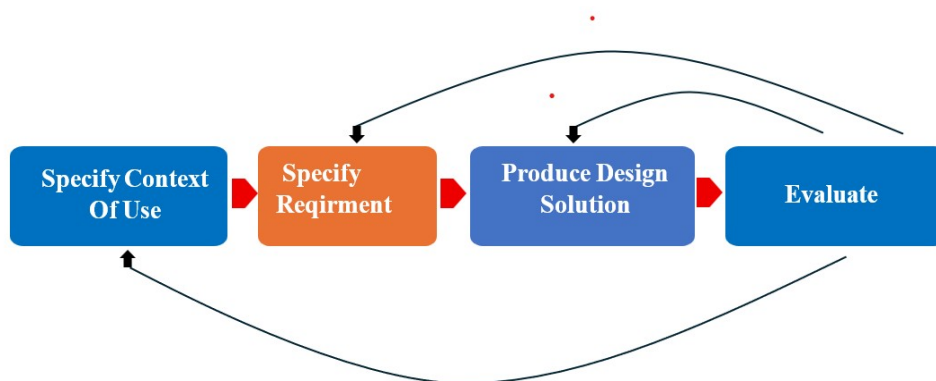 Specify Context
Of Use
Specify
Reqirment
Produce Design
Solution
Evaluate